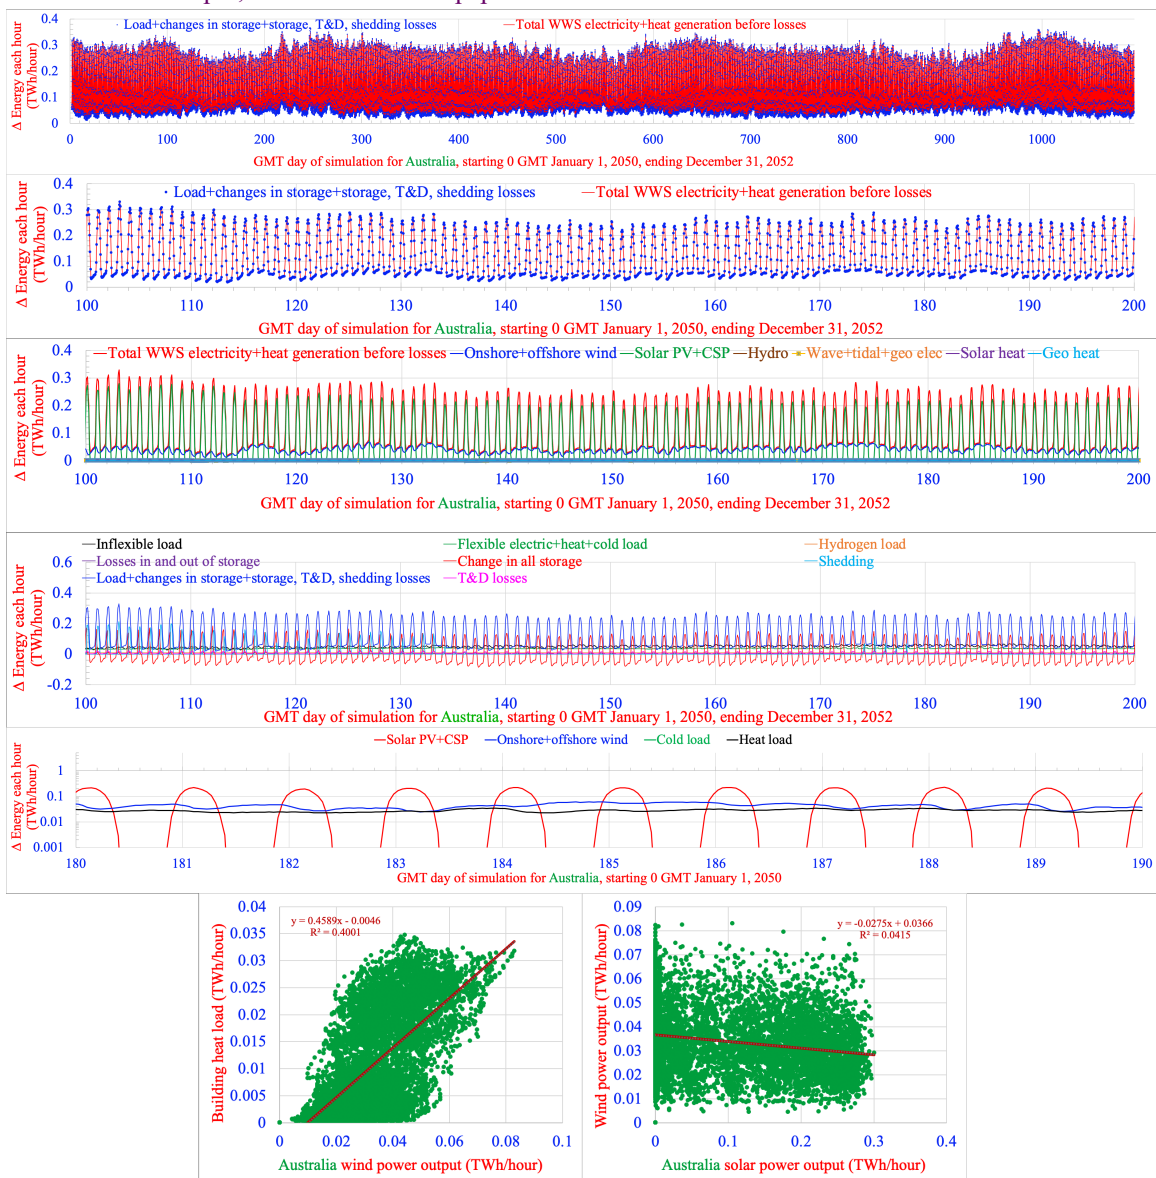 Load+changes in storage+storage, T&D, shedding losses —Total WWS electricity+heat generation before losses
Δ Energy each hour
(TWh/hour)
0.4
0.3
0.2
0.1
0
0 100 200 300 400 500 600 700 800 900 1000
GMT day of simulation for Australia, starting 0 GMT January 1, 2050, ending December 31, 2052
Load+changes in storage+storage, T&D, shedding losses —Total WWS electricity+heat generation before losses
Δ Energy each hour
(TWh/hour)
0.4
0.3
0.2
0.1
0
100 110 120 130 140 150 160 170 180 190 200
GMT day of simulation for Australia, starting 0 GMT January 1, 2050, ending December 31, 2052
—Total WWS electricity+heat generation before losses —Onshore+offshore wind —Solar PV+CSP —Hydro Wave+tidal+geo elec —Solar heat —Geo heat
Δ Energy each hour
(TWh/hour)
0.4
0.3
0.2
0.1
0
100 110 120 130 140 150 160 170 180 190 200
GMT day of simulation for Australia, starting 0 GMT January 1, 2050, ending December 31, 2052
—Inflexible load —Flexible electric+heat+cold load —Hydrogen load
—Losses in and out of storage —Change in all storage —Shedding
—Load+changes in storage+storage, T&D, shedding losses —T&D losses
Δ Energy each hour
(TWh/hour)
0.6
0.4
0.2
0
-0.2
100 110 120 130 140 150 160 170 180 190 200
GMT day of simulation for Australia, starting 0 GMT January 1, 2050, ending December 31, 2052
—Solar PV+CSP —Onshore+offshore wind —Cold load —Heat load
Δ Energy each hour
(TWh/hour)
1
0.1
0.01
0.001
180 181 182 183 184 185 186 187 188 189 190
GMT day of simulation for Australia, starting 0 GMT January 1, 2050
Building heat load (TWh/hour)
0.04
0.035
0.03
0.025
0.02
0.015
0.01
0.005
0
y = 0.4589x - 0.0046
R² = 0.4001
0 0.02 0.04 0.06 0.08 0.1
Australia wind power output (TWh/hour)
Wind power output (TWh/hour)
0.09
0.08
0.07
0.06
0.05
0.04
0.03
0.02
0.01
0
y = -0.0275x + 0.0366
R² = 0.0415
0 0.1 0.2 0.3 0.4
Australia solar power output (TWh/hour)